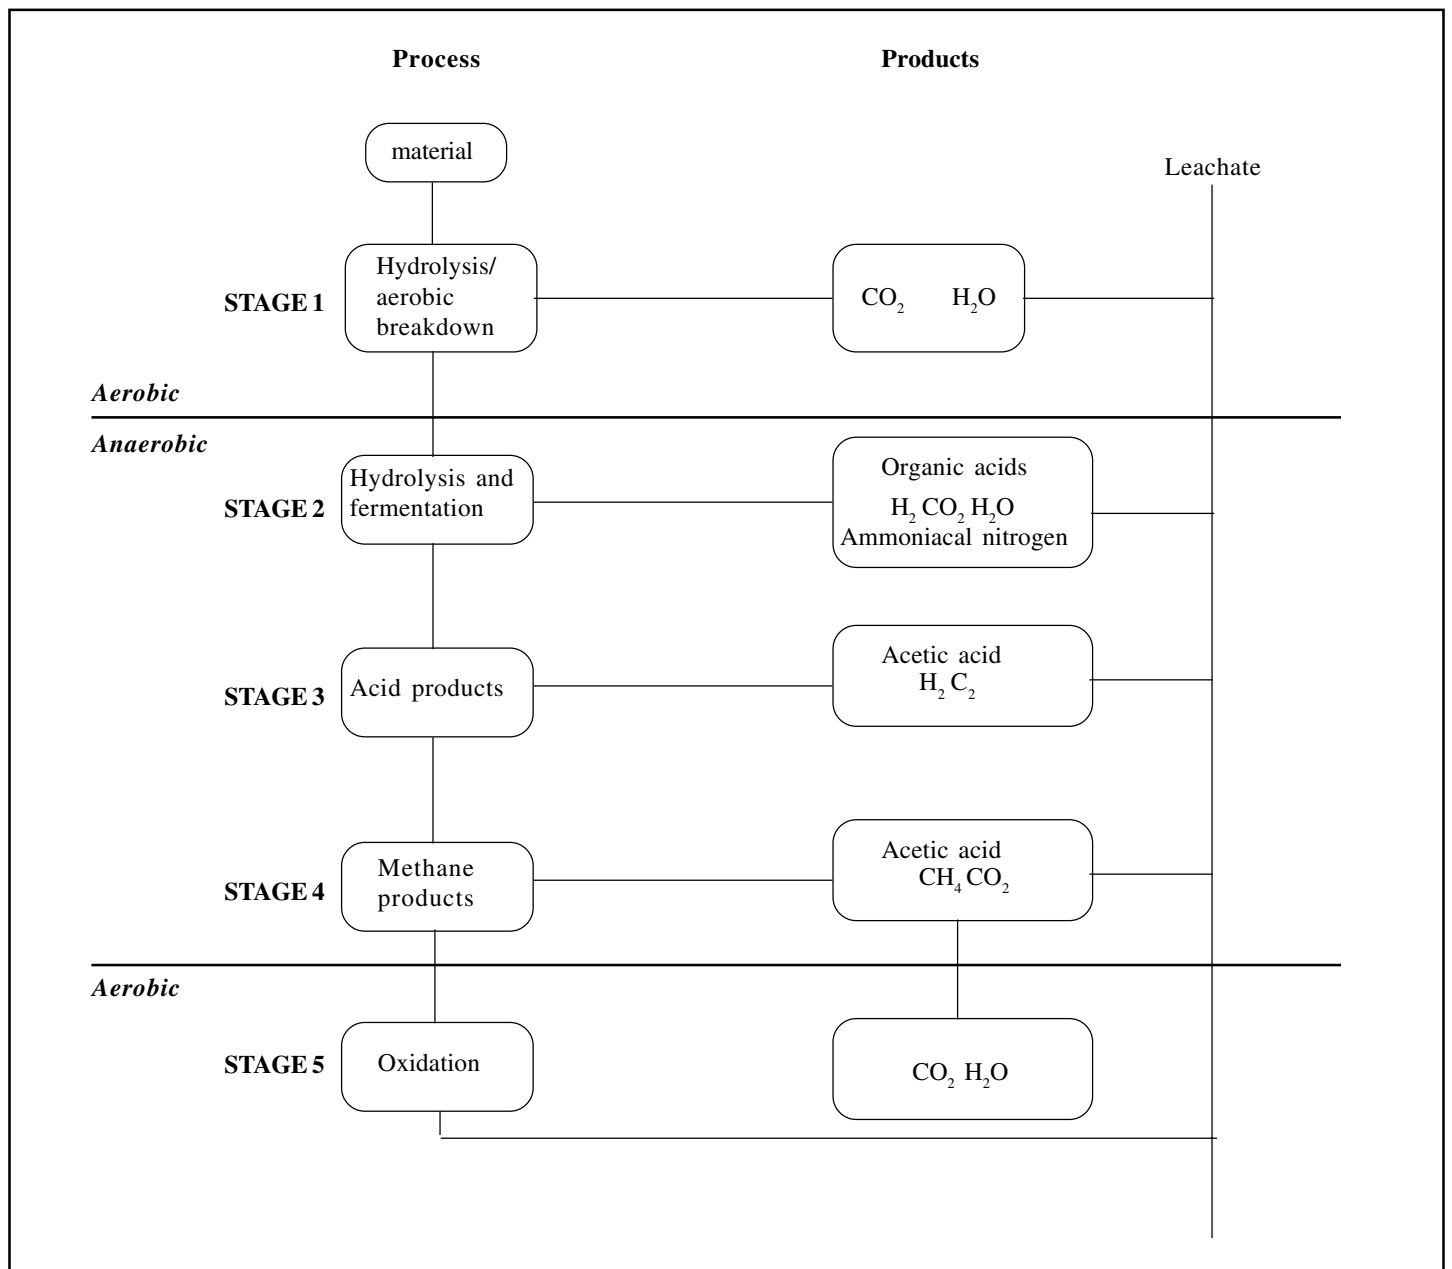 Process
Products
material
Leachate
STAGE 1
Hydrolysis/
aerobic
breakdown
CO₂ H₂O
Aerobic
Anaerobic
STAGE 2
Hydrolysis and
fermentation
Organic acids
H₂ CO₂ H₂O
Ammoniacal nitrogen
STAGE 3
Acid products
Acetic acid
H₂ C₂
STAGE 4
Methane
products
Acetic acid
CH₄ CO₂
Aerobic
STAGE 5
Oxidation
CO₂ H₂O